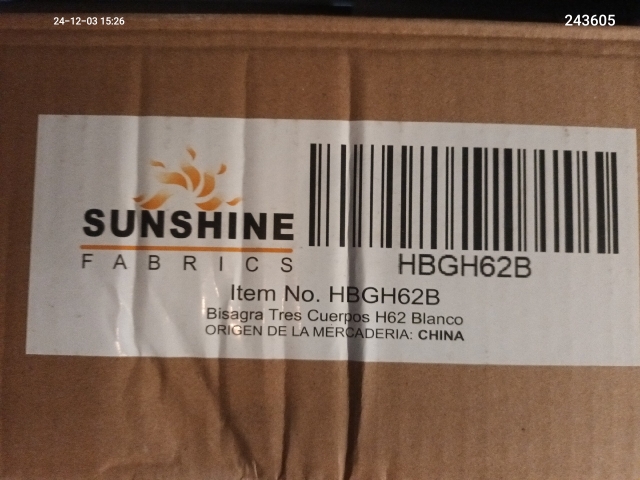 24-12-03 15:26
243605
SUNSHINE
FABRICS
HBGH62B
Item No. HBGH62B
Bisagra Tres Cuerpos H62 Blanco
ORIGEN DE LA MERCADERIA: CHINA